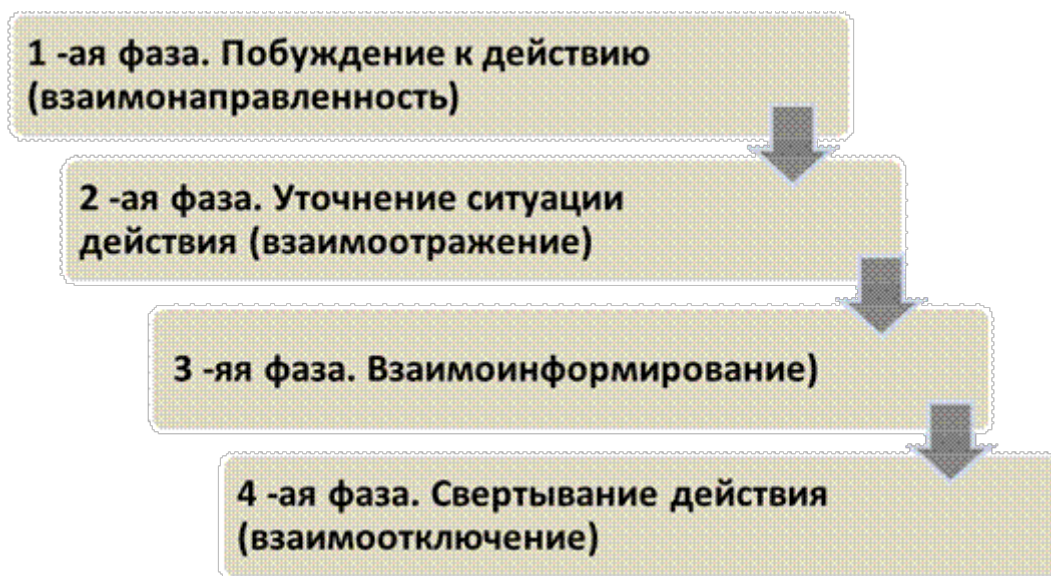 1 -ая фаза. Побуждение к действию
(взаимонаправленность)
2 -ая фаза. Уточнение ситуации
действия (взаимоотражение)
3 -яя фаза. Взаимоинформирование)
4 -ая фаза. Свертывание действия
(взаимоотключение)